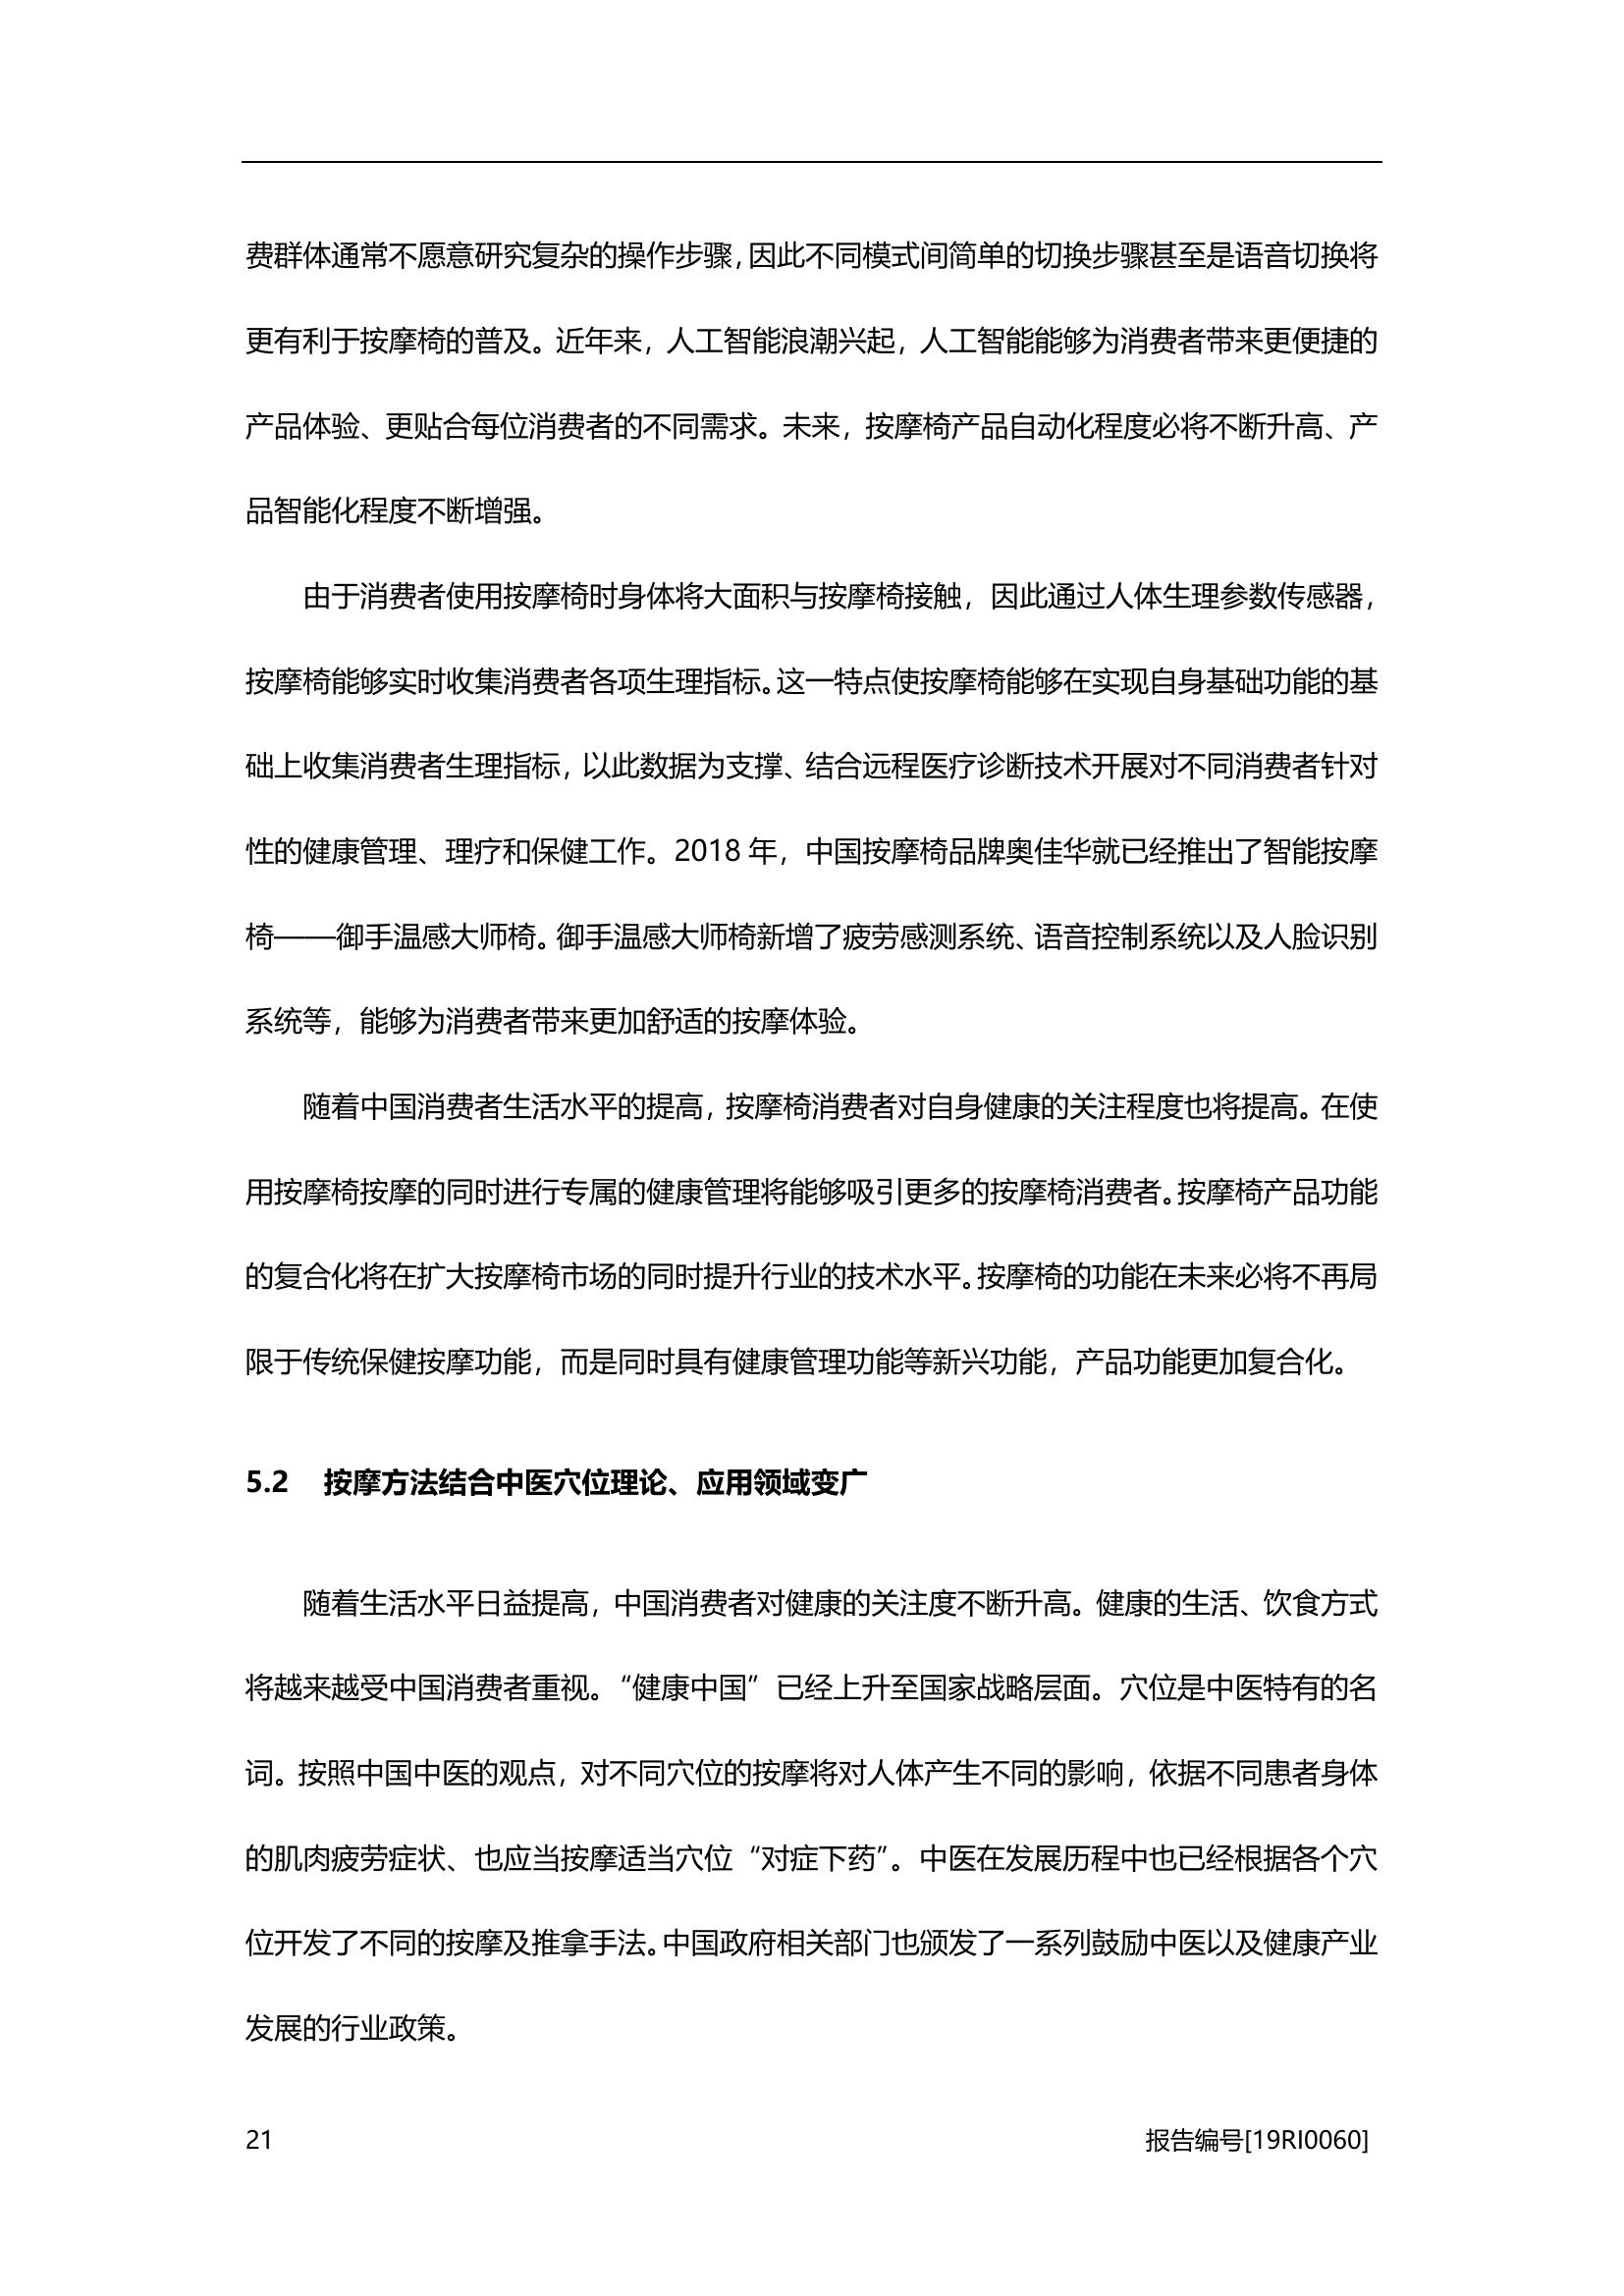 费群体通常不愿意研究复杂的操作步骤，因此不同模式间简单的切换步骤甚至是语音切换将
更有利于按摩椅的普及。近年来，人工智能浪潮兴起，人工智能能够为消费者带来更便捷的
产品体验、更贴合每位消费者的不同需求。未来，按摩椅产品自动化程度必将不断升高、产
品智能化程度不断增强。
由于消费者使用按摩椅时身体将大面积与按摩椅接触，因此通过人体生理参数传感器，
按摩椅能够实时收集消费者各项生理指标。这一特点使按摩椅能够在实现自身基础功能的基
础上收集消费者生理指标，以此数据为支撑、结合远程医疗诊断技术开展对不同消费者针对
性的健康管理、理疗和保健工作。2018 年，中国按摩椅品牌奥佳华就已经推出了智能按摩
椅——御手温感大师椅。御手温感大师椅新增了疲劳感测系统、语音控制系统以及人脸识别
系统等，能够为消费者带来更加舒适的按摩体验。
随着中国消费者生活水平的提高，按摩椅消费者对自身健康的关注程度也将提高。在使
用按摩椅按摩的同时进行专属的健康管理将能够吸引更多的按摩椅消费者。按摩椅产品功能
的复合化将在扩大按摩椅市场的同时提升行业的技术水平。按摩椅的功能在未来必将不再局
限于传统保健按摩功能，而是同时具有健康管理功能等新兴功能，产品功能更加复合化。
5.2 按摩方法结合中医穴位理论、应用领域变广
随着生活水平日益提高，中国消费者对健康的关注度不断升高。健康的生活、饮食方式
将越来越受中国消费者重视。“健康中国”已经上升至国家战略层面。穴位是中医特有的名
词。按照中国中医的观点，对不同穴位的按摩将对人体产生不同的影响，依据不同患者身体
的肌肉疲劳症状、也应当按摩适当穴位“对症下药”。中医在发展历程中也已经根据各个穴
位开发了不同的按摩及推拿手法。中国政府相关部门也颁发了一系列鼓励中医以及健康产业
发展的行业政策。
21 报告编号[19RI0060]